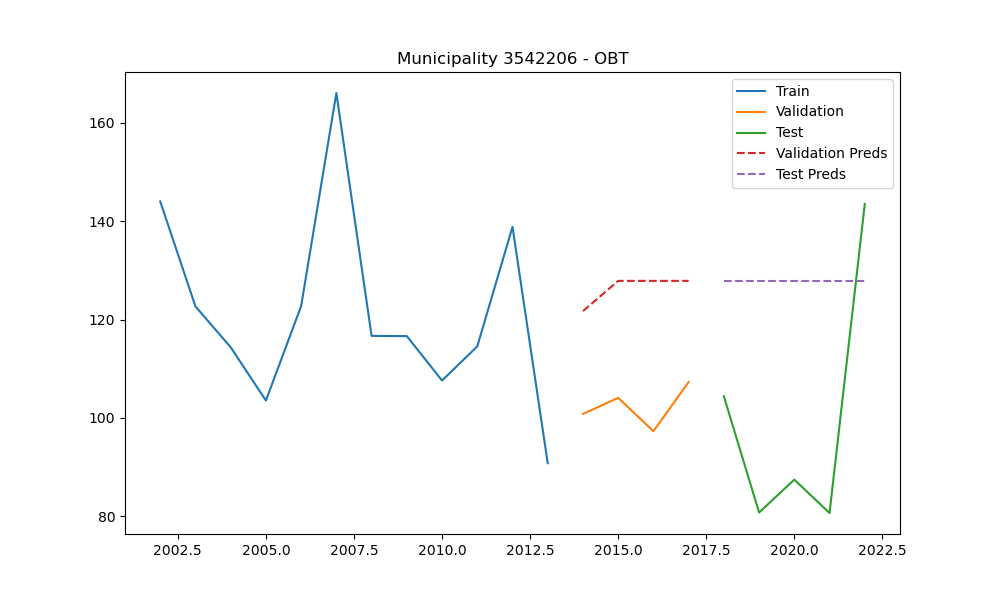 Municipality 3542206 - OBT
Train
Validation
Test
Validation Preds
Test Preds
160
140
120
100
80
2002.5 2005.0 2007.5 2010.0 2012.5 2015.0 2017.5 2020.0 2022.5